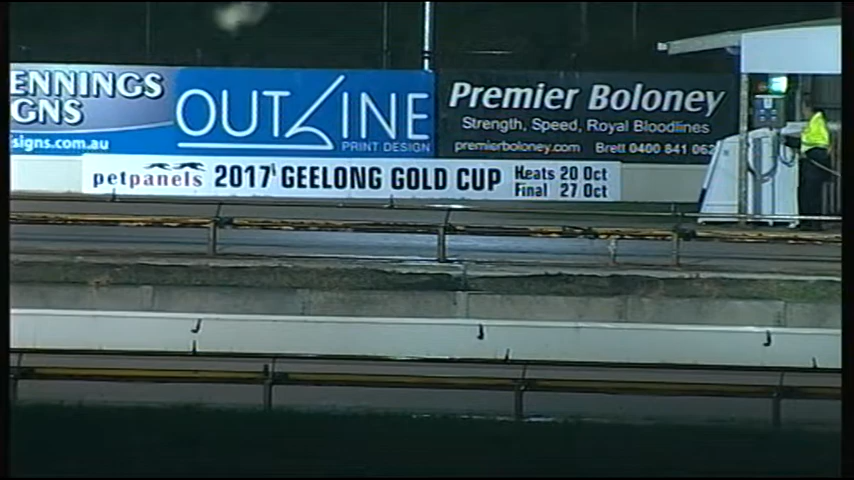 ENNINGS
GNS
signs.com.au
OUTLINE
PRINT DESIGN
Premier Boloney
Strength, Speed, Royal Bloodlines
premierboloney.com Brett 0400 841 06
petpanels 2017 GEELONG GOLD CUP Heats 20 Oct
Final 27 Oct